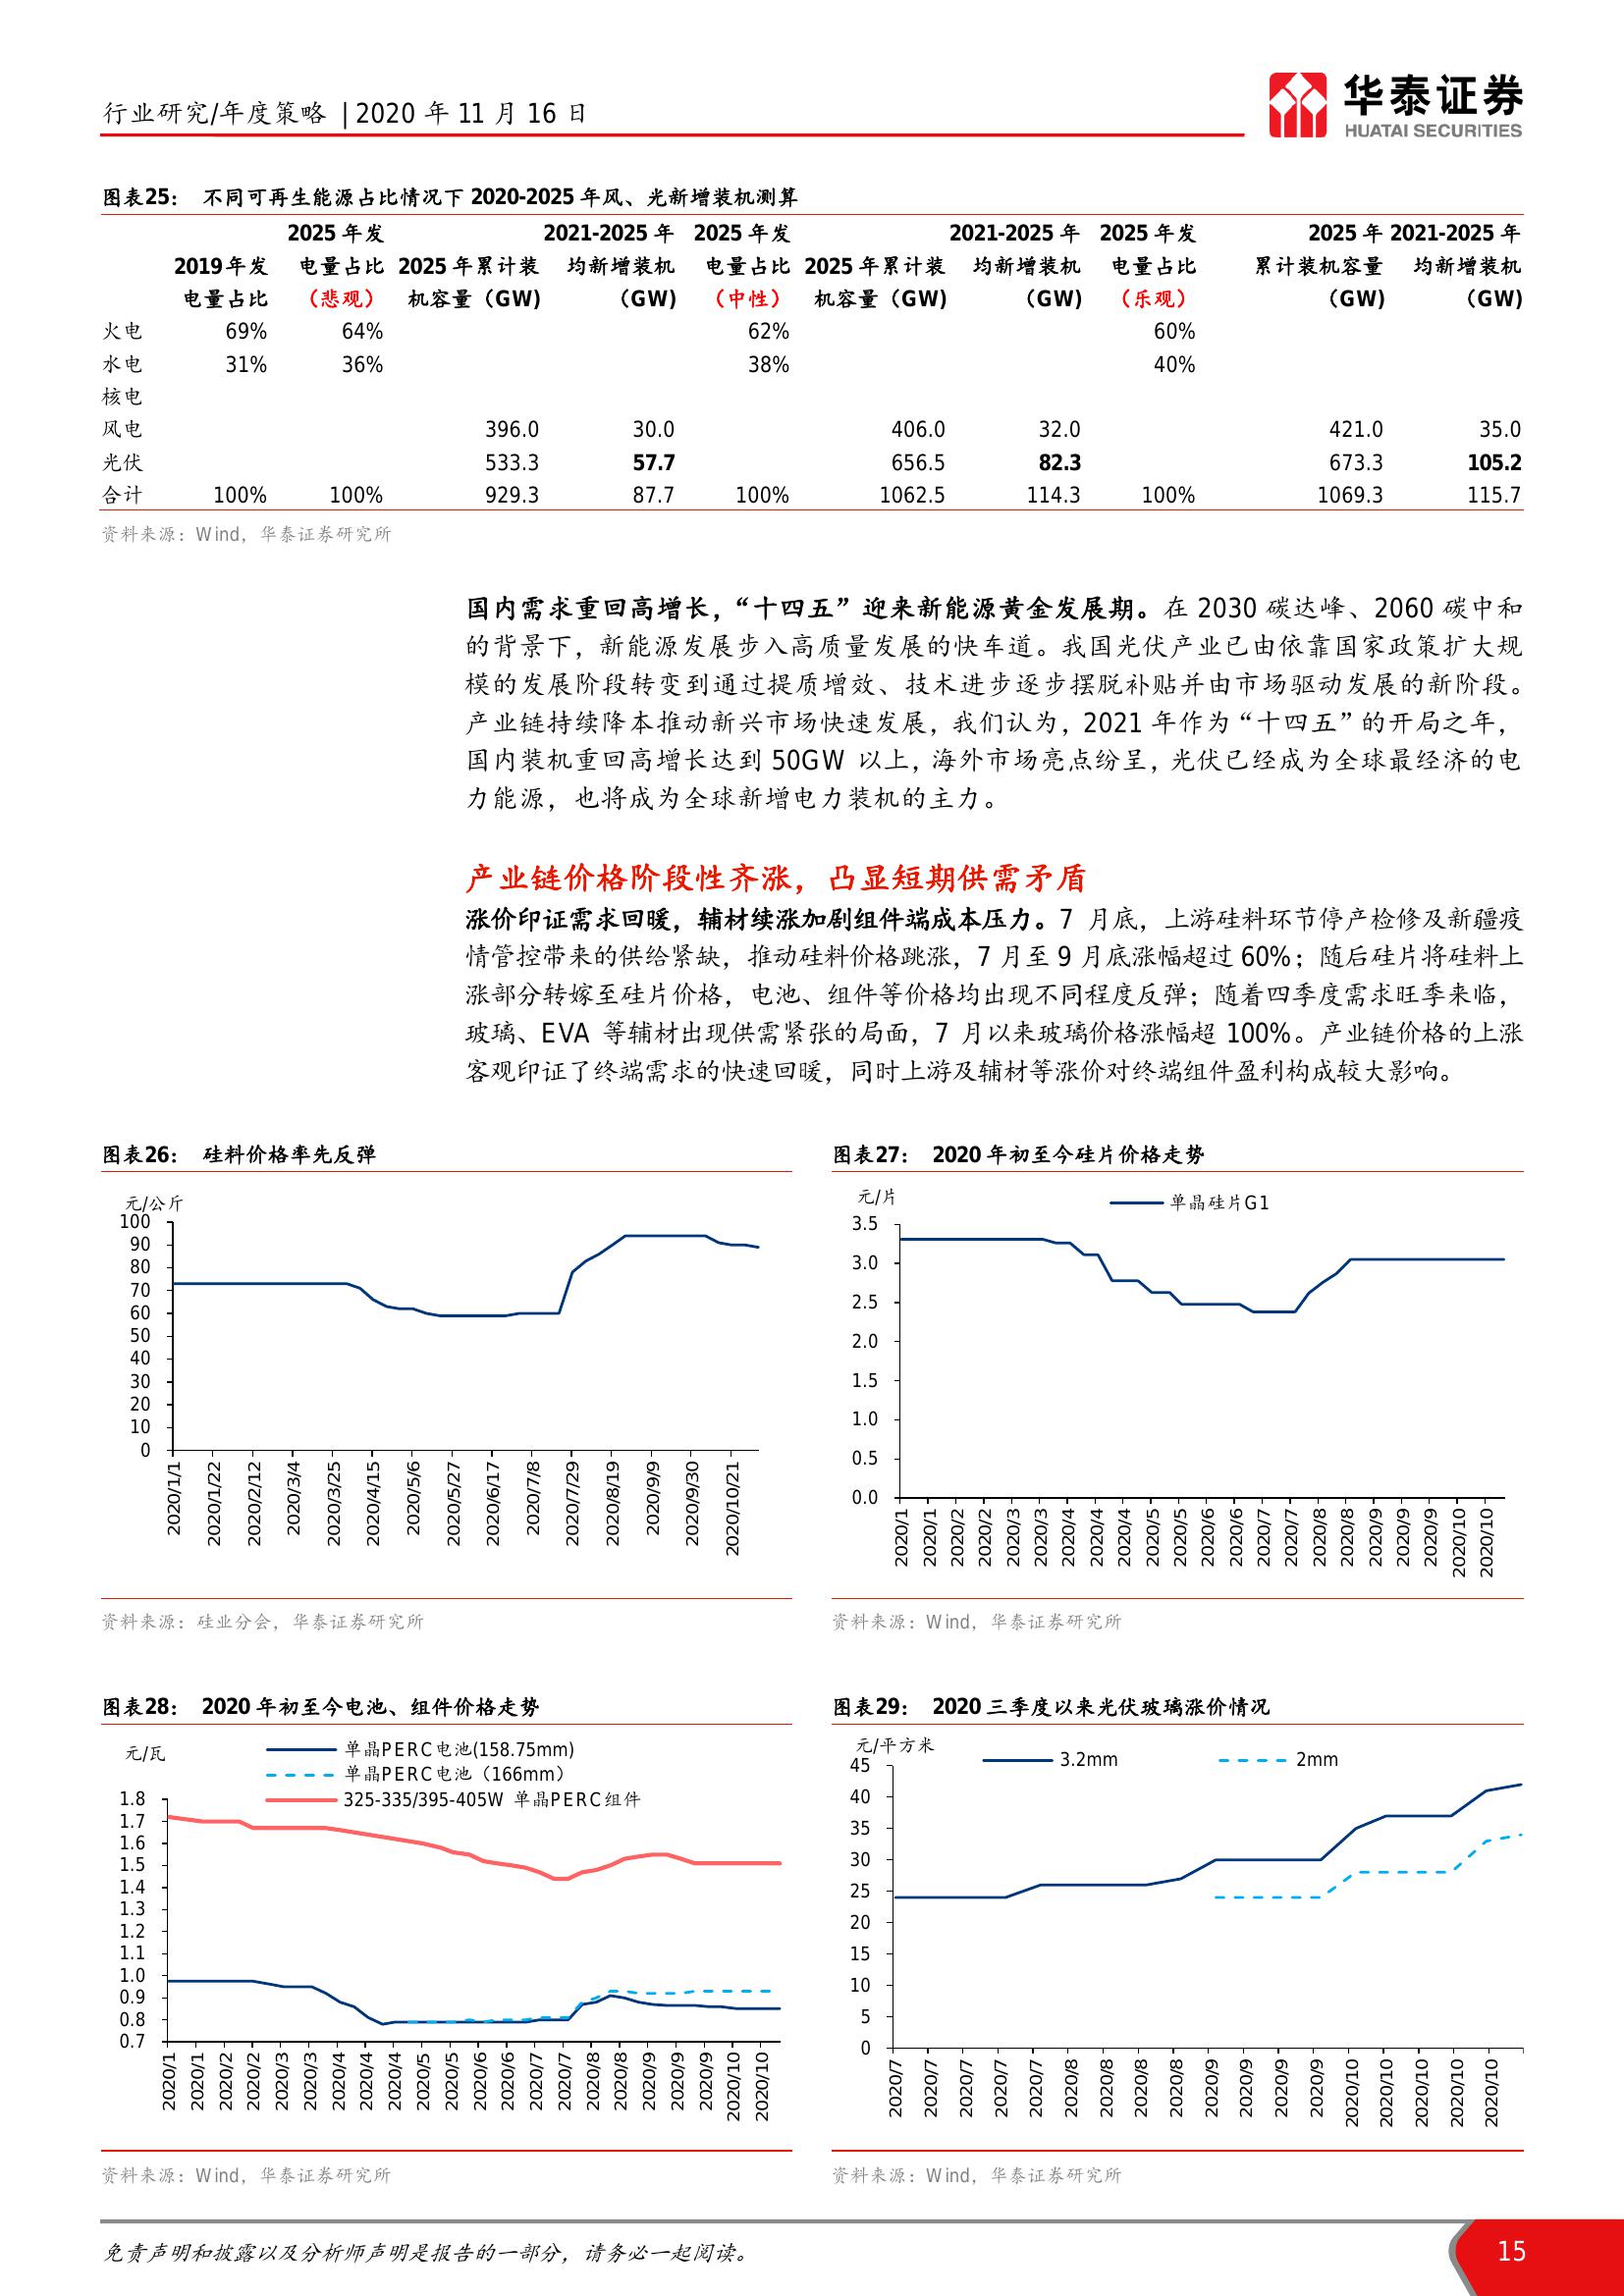 行业研究/年度策略 | 2020 年 11 月 16 日
华泰证券
HUATAI SECURITIES
图表25： 不同可再生能源占比情况下 2020-2025 年风、光新增装机测算
2025 年发 2021-2025 年 2025 年发 2021-2025 年 2025 年发 2025 年 2021-2025 年
2019年发 电量占比 2025 年累计装 均新增装机 电量占比 2025 年累计装 均新增装机 电量占比 累计装机容量 均新增装机
电量占比 （悲观） 机容量（GW) （GW) （中性） 机容量（GW) （GW) （乐观） （GW) （GW)
火电 69% 64% 62% 60%
水电 31% 36% 38% 40%
核电
风电 396.0 30.0 406.0 32.0 421.0 35.0
光伏 533.3 57.7 656.5 82.3 673.3 105.2
合计 100% 100% 929.3 87.7 100% 1062.5 114.3 100% 1069.3 115.7
资料来源：Wind，华泰证券研究所
国内需求重回高增长，“十四五”迎来新能源黄金发展期。在 2030 碳达峰、2060 碳中和
的背景下，新能源发展步入高质量发展的快车道。我国光伏产业已由依靠国家政策扩大规
模的发展阶段转变到通过提质增效、技术进步逐步摆脱补贴并由市场驱动发展的新阶段。
产业链持续降本推动新兴市场快速发展，我们认为，2021 年作为“十四五”的开局之年，
国内装机重回高增长达到 50GW 以上，海外市场亮点纷呈，光伏已经成为全球最经济的电
力能源，也将成为全球新增电力装机的主力。
产业链价格阶段性齐涨，凸显短期供需矛盾
涨价印证需求回暖，辅材续涨加剧组件端成本压力。7 月底，上游硅料环节停产检修及新疆疫
情管控带来的供给紧缺，推动硅料价格跳涨，7 月至 9 月底涨幅超过 60%；随后硅片将硅料上
涨部分转嫁至硅片价格，电池、组件等价格均出现不同程度反弹；随着四季度需求旺季来临，
玻璃、EVA 等辅材出现供需紧张的局面，7 月以来玻璃价格涨幅超 100%。产业链价格的上涨
客观印证了终端需求的快速回暖，同时上游及辅材等涨价对终端组件盈利构成较大影响。
图表26： 硅料价格率先反弹
元/公斤
100
90
80
70
60
50
40
30
20
10
0
2020/1/1 2020/1/22 2020/2/12 2020/3/4 2020/3/25 2020/4/15 2020/5/6 2020/5/27 2020/6/17 2020/7/8 2020/7/29 2020/8/19 2020/9/9 2020/9/30 2020/10/21
资料来源：硅业分会，华泰证券研究所
图表27： 2020 年初至今硅片价格走势
元/片
单晶硅片G1
3.5
3.0
2.5
2.0
1.5
1.0
0.5
0.0
2020/1 2020/1 2020/2 2020/2 2020/3 2020/3 2020/4 2020/4 2020/4 2020/5 2020/5 2020/6 2020/6 2020/7 2020/7 2020/8 2020/8 2020/9 2020/9 2020/9 2020/10 2020/10
资料来源：Wind，华泰证券研究所
图表28： 2020 年初至今电池、组件价格走势
元/瓦
单晶PERC电池(158.75mm)
单晶PERC电池（166mm）
325-335/395-405W 单晶PERC组件
1.8
1.7
1.6
1.5
1.4
1.3
1.2
1.1
1.0
0.9
0.8
0.7
2020/1 2020/1 2020/2 2020/2 2020/3 2020/3 2020/4 2020/4 2020/4 2020/5 2020/5 2020/6 2020/6 2020/7 2020/7 2020/8 2020/8 2020/9 2020/9 2020/9 2020/10 2020/10
资料来源：Wind，华泰证券研究所
图表29： 2020 三季度以来光伏玻璃涨价情况
元/平方米
3.2mm 2mm
45
40
35
30
25
20
15
10
5
0
2020/7 2020/7 2020/7 2020/7 2020/7 2020/8 2020/8 2020/8 2020/8 2020/9 2020/9 2020/9 2020/9 2020/10 2020/10 2020/10 2020/10 2020/10
资料来源：Wind，华泰证券研究所
免责声明和披露以及分析师声明是报告的一部分，请务必一起阅读。
15